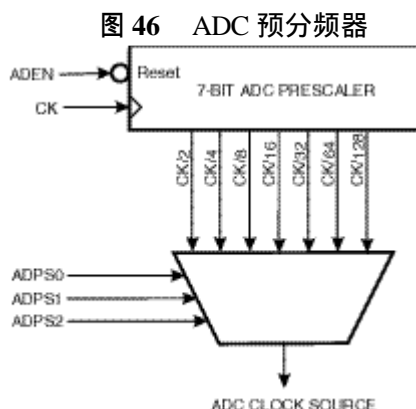 图 46 ADC 预分频器
ADEN
Reset
7-BIT ADC PRESCALER
CK
CK/2
CK/4
CK/8
CK/16
CK/32
CK/64
CK/128
ADPS0
ADPS1
ADPS2
ADC CLOCK SOURCE